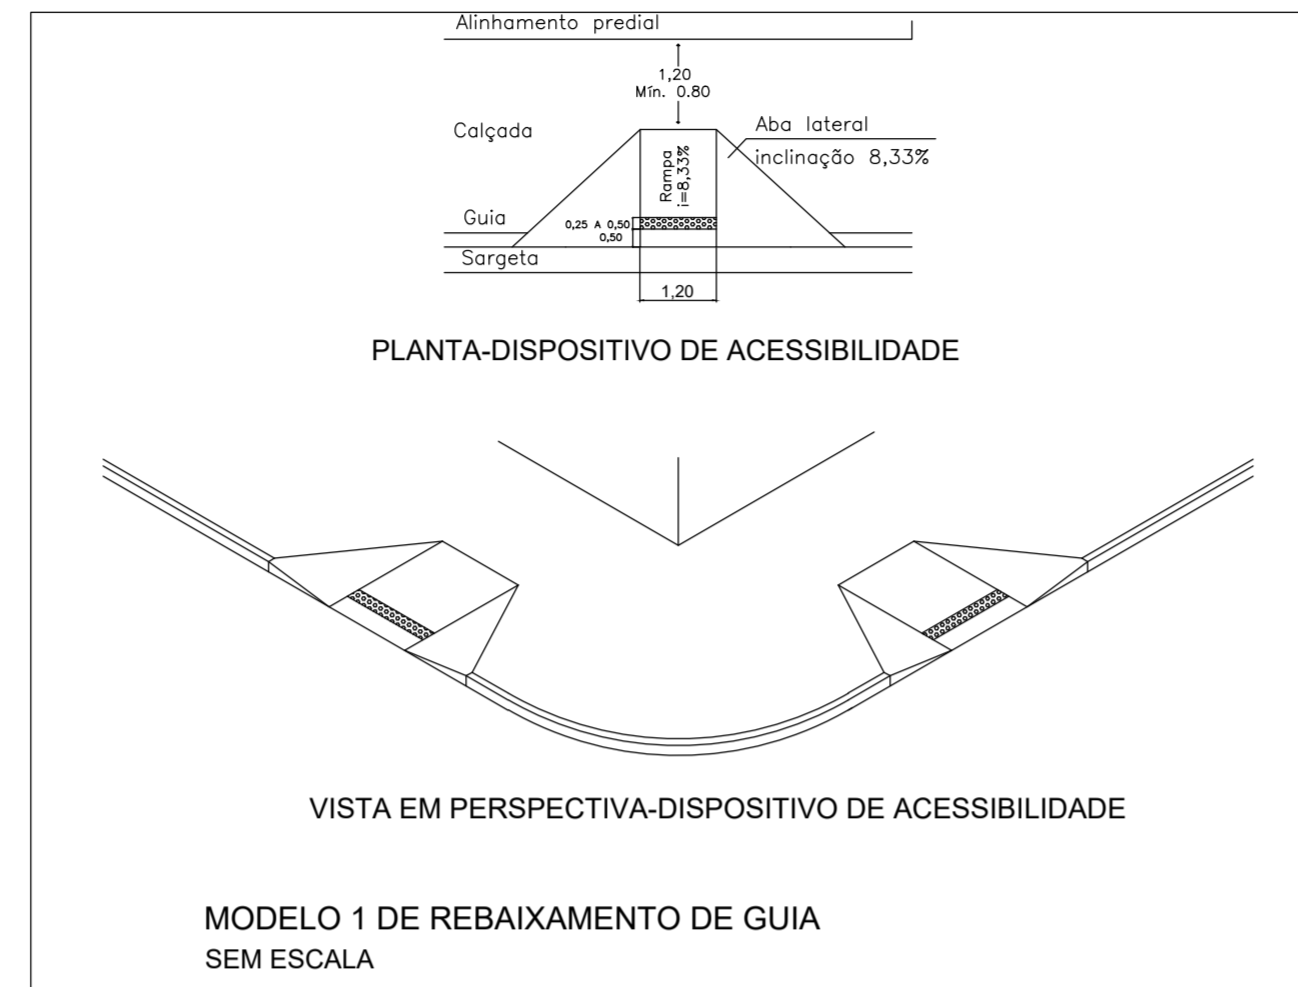 Alinhamento predial
1,20
Mín. 0.80
Calçada
Aba lateral
inclinação 8,33%
Rampa
i=8,33%
Guia
0,25 A 0,50
0,50
Sargeta
1,20
PLANTA-DISPOSITIVO DE ACESSIBILIDADE
VISTA EM PERSPECTIVA-DISPOSITIVO DE ACESSIBILIDADE
MODELO 1 DE REBAIXAMENTO DE GUIA
SEM ESCALA